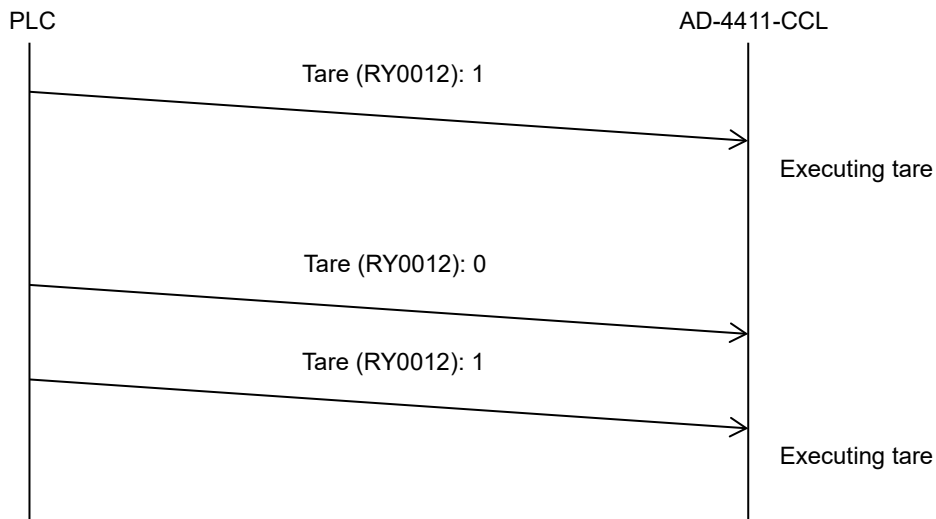 PLC
AD-4411-CCL
Tare (RY0012): 1
Executing tare
Tare (RY0012): 0
Tare (RY0012): 1
Executing tare